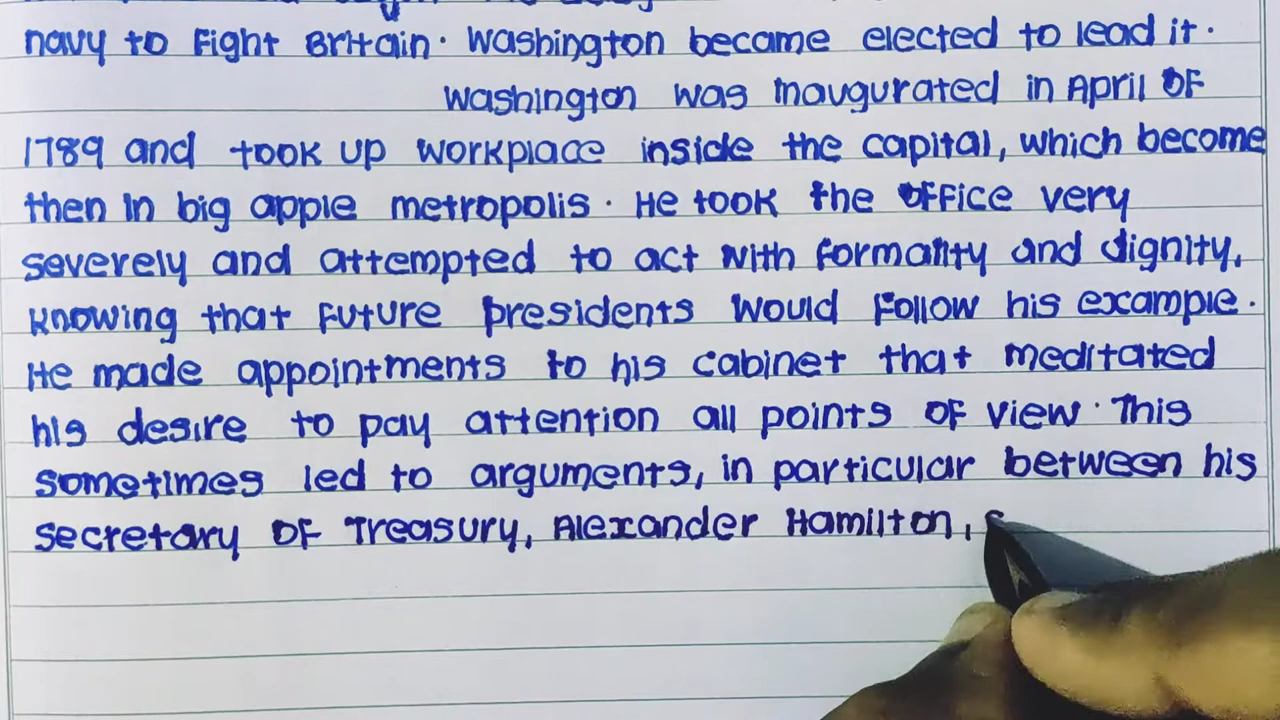 navy to fight Britain. Washington became elected to lead it.
Washington was inaugurated in April of
1789 and took up workplace inside the capital, which become
then in big apple metropolis. He took the office very
severely and attempted to act with formality and dignity,
knowing that future presidents would follow his example.
He made appointments to his cabinet that meditated
his desire to pay attention all points of view. This
sometimes led to arguments, in particular between his
secretary of Treasury, Alexander Hamilton,